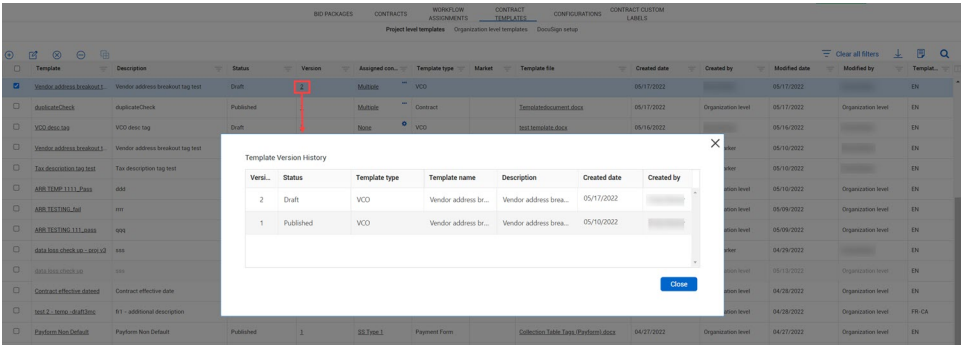 BID PACKAGES CONTRACTS WORKFLOW ASSIGNMENTS CONTRACT TEMPLATES CONFIGURATIONS CONTRACT CUSTOM LABELS
Project level templates Organization level templates DocuSign setup
Clear all filters
Template Description Status Version Assigned con... Template type Market Template file Created date Created by Modified date Modified by Templat...
Vendor address breakout t... Vendor address breakout tag test Draft 2 Multiple VCO 05/17/2022 05/17/2022 EN
duplicateCheck duplicateCheck Published Multiple Contract Templatedocument.docx 05/17/2022 Organization level 05/17/2022 Organization level EN
VCO desc tag VCO desc tag Draft None VCO test template.docx 05/16/2022 05/16/2022 EN
Vendor address breakout t... Vendor address breakout tag test 05/10/2022 EN
Tax description tag test Tax description tag test 05/10/2022 EN
ARR TEMP 1111_Pass ddd 05/10/2022 Organization level EN
ARR TESTING_fail rrrr 05/09/2022 Organization level EN
ARR TESTING 111_pass qqq 05/09/2022 Organization level EN
data loss check up - proj v3 sss 04/29/2022 EN
data loss check up sss Organization level EN
Contract effective dateed Contract effective date 04/28/2022 Organization level EN
test 2 - temp -draft3mo fr1 - additional description 04/28/2022 Organization level FR-CA
Payform Non Default Payform Non Default Published 1 SS Type 1 Payment Form Collection Table Tags (Payform).docx 04/27/2022 Organization level 04/27/2022 Organization level EN
Template Version History
Versi... Status Template type Template name Description Created date Created by
2 Draft VCO Vendor address br... Vendor address brea... 05/17/2022
1 Published VCO Vendor address br... Vendor address brea... 05/10/2022
Close